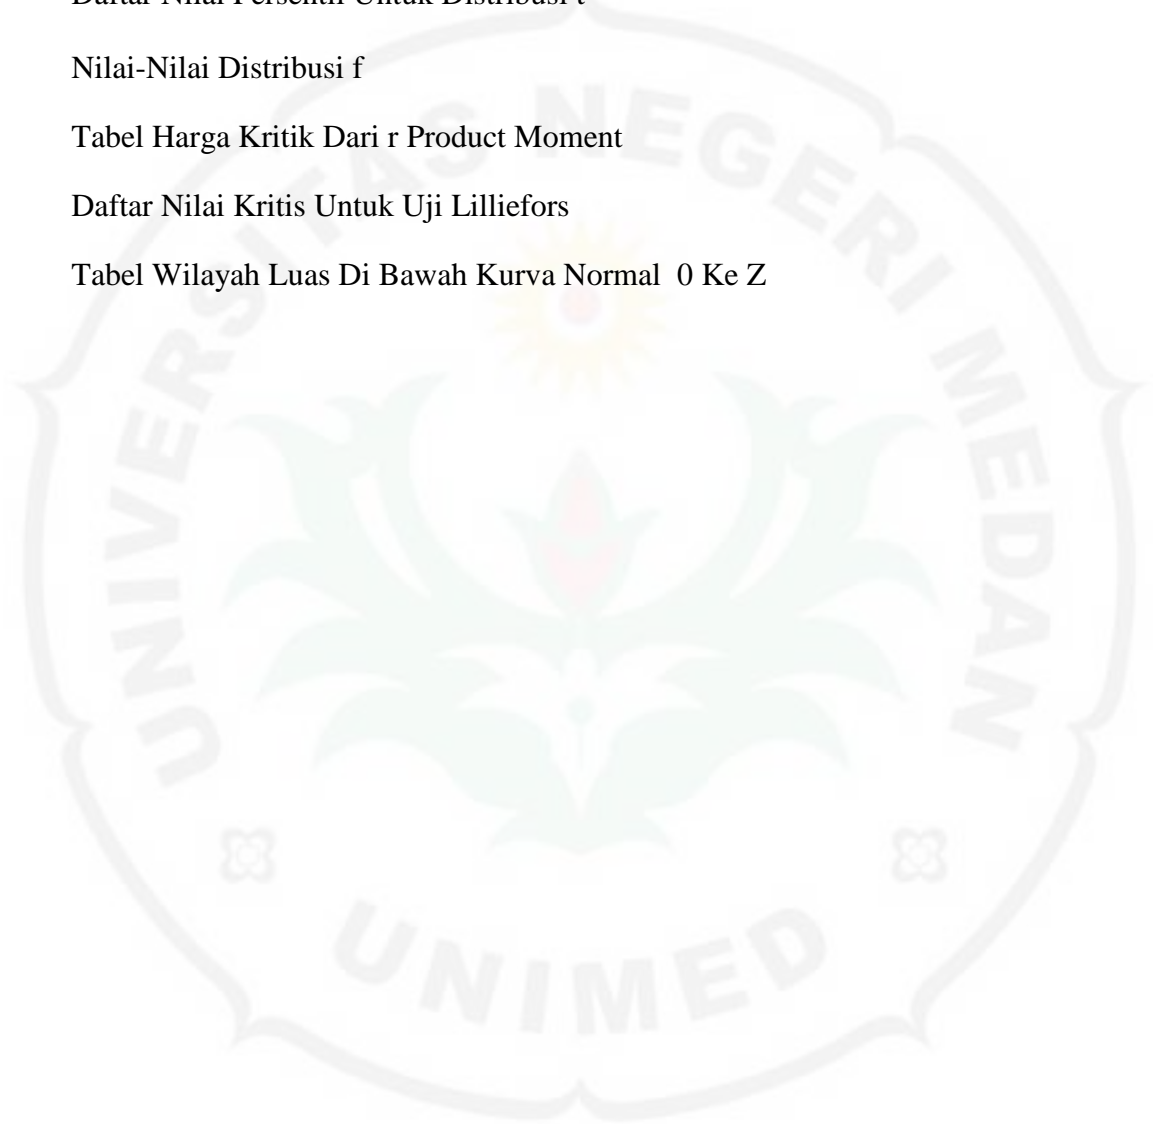 Daftar Nilai Persentil Untuk Distribusi t
Nilai-Nilai Distribusi f
Tabel Harga Kritik Dari r Product Moment
Daftar Nilai Kritis Untuk Uji Lilliefors
Tabel Wilayah Luas Di Bawah Kurva Normal 0 Ke Z
UNIVERSITAS NEGERI MEDAN
UNIMED